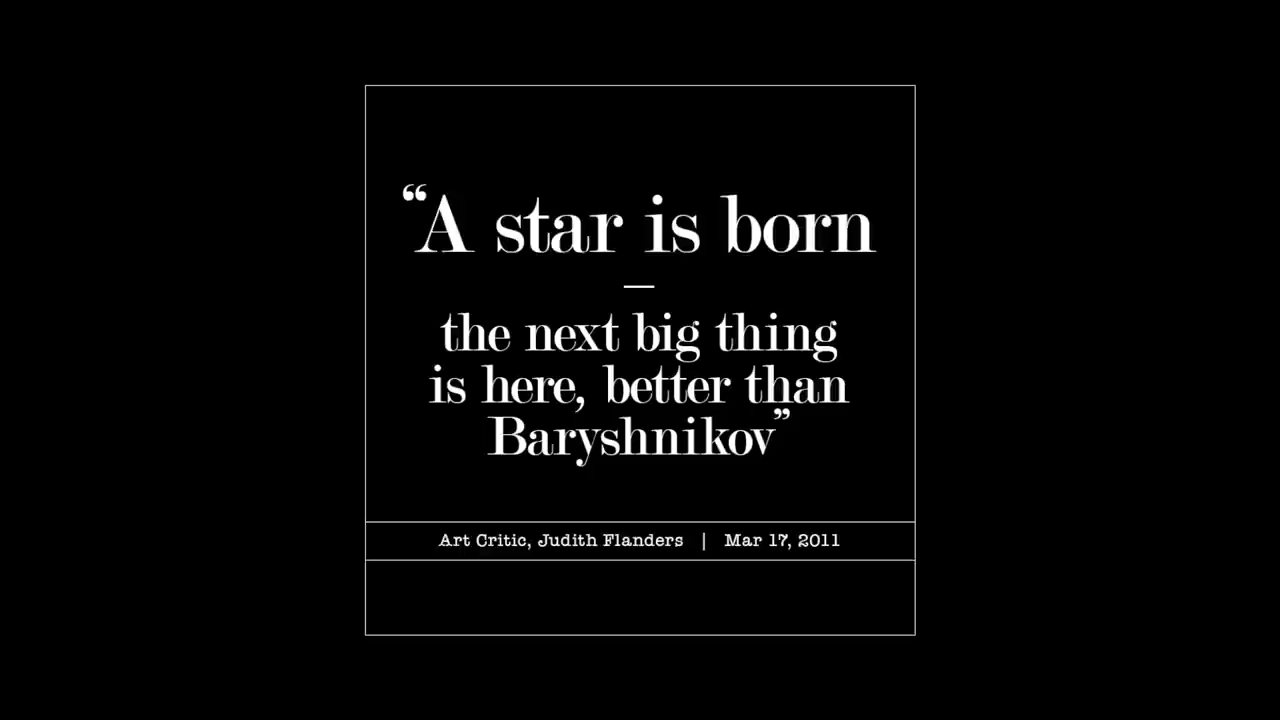 “A star is born
—
the next big thing
is here, better than
Baryshnikov”
Art Critic, Judith Flanders | Mar 17, 2011